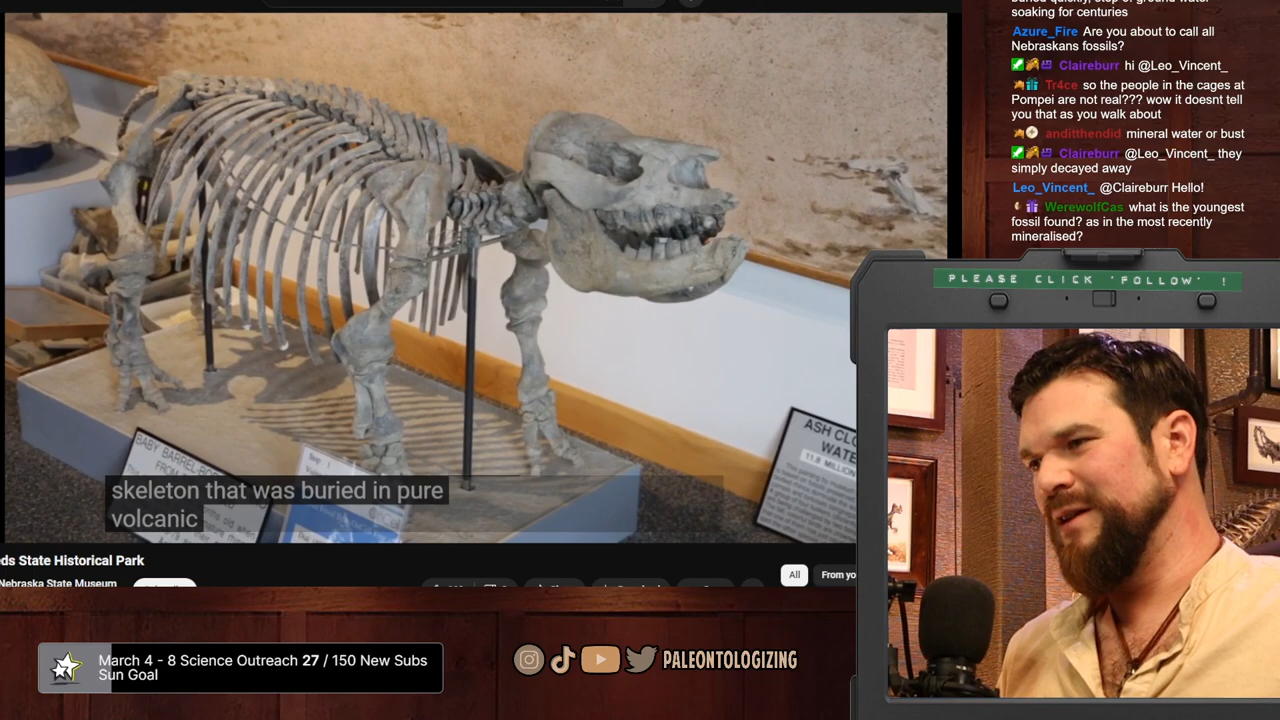 buried quickly, step 3. ground water
soaking for centuries
Azure_Fire Are you about to call all
Nebraskans fossils?
Claireburr hi @Leo_Vincent_
Tr4ce so the people in the cages at
Pompei are not real??? wow it doesnt tell
you that as you walk about
anditthendid mineral water or bust
Claireburr @Leo_Vincent_ they
simply decayed away
Leo_Vincent_ @Claireburr Hello!
WerewolfCas what is the youngest
fossil found? as in the most recently
mineralised?
PLEASE CLICK 'FOLLOW' !
ASH CLO
WATE
11.8 MILLION
BABY BARREL-BO
FROM
skeleton that was buried in pure
volcanic
ds State Historical Park
Nebraska State Museum
All
From yo
March 4 - 8 Science Outreach 27 / 150 New Subs
Sun Goal
PALEONTOLOGIZING